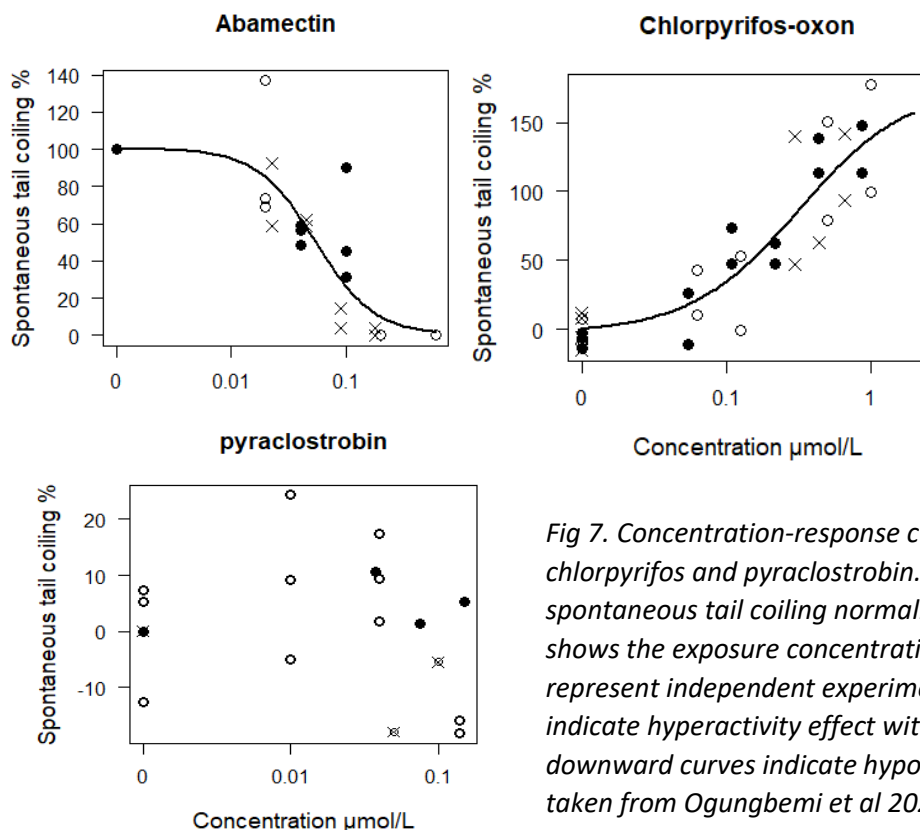 Abamectin
Spontaneous tail coiling %
140
120
100
80
60
40
20
0
0 0.01 0.1
Chlorpyrifos-oxon
Spontaneous tail coiling %
150
100
50
0
0 0.1 1
Concentration µmol/L
pyraclostrobin
Spontaneous tail coiling %
20
10
0
-10
0 0.01 0.1
Concentration µmol/L
Fig 7. Concentration-response c
chlorpyrifos and pyraclostrobin.
spontaneous tail coiling normal
shows the exposure concentrati
represent independent experime
indicate hyperactivity effect wit
downward curves indicate hypo
taken from Ogungbemi et al 202